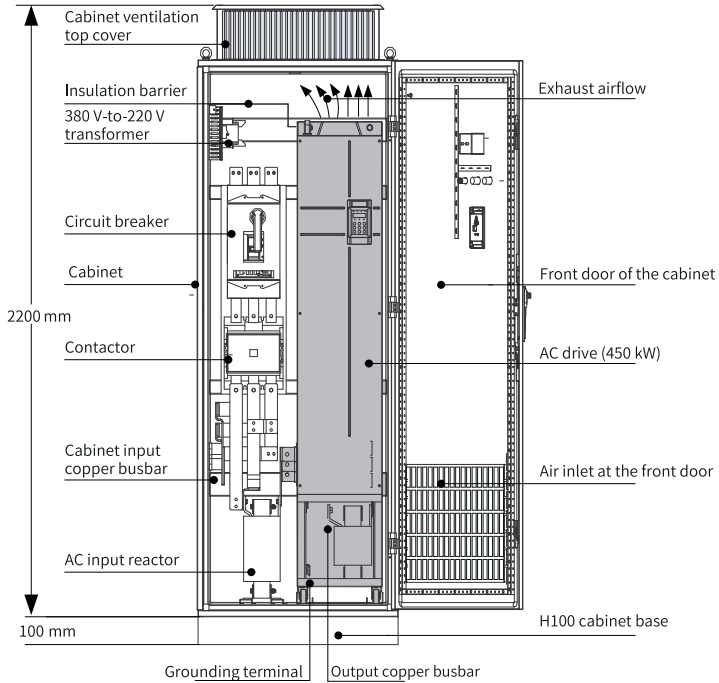 Cabinet ventilation
top cover
Insulation barrier
380 V-to-220 V
transformer
Circuit breaker
Cabinet
2200 mm
Contactor
Cabinet input
copper busbar
AC input reactor
100 mm
Grounding terminal
Output copper busbar
Exhaust airflow
Front door of the cabinet
AC drive (450 kW)
Air inlet at the front door
H100 cabinet base